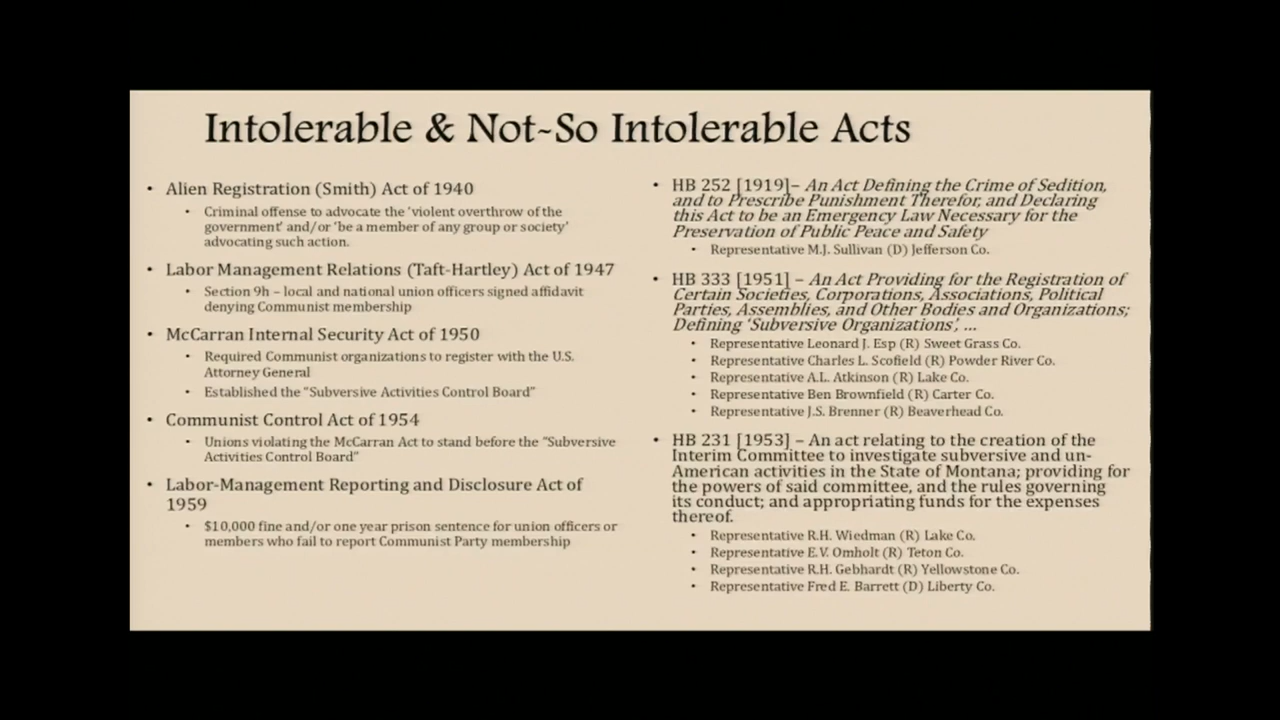 Intolerable & Not-So Intolerable Acts
• Alien Registration (Smith) Act of 1940
• Criminal offense to advocate the 'violent overthrow of the
government' and/or 'be a member of any group or society'
advocating such action.
• Labor Management Relations (Taft-Hartley) Act of 1947
• Section 9h – local and national union officers signed affidavit
denying Communist membership
• McCarran Internal Security Act of 1950
• Required Communist organizations to register with the U.S.
Attorney General
• Established the "Subversive Activities Control Board"
• Communist Control Act of 1954
• Unions violating the McCarran Act to stand before the "Subversive
Activities Control Board"
• Labor-Management Reporting and Disclosure Act of
1959
• $10,000 fine and/or one year prison sentence for union officers or
members who fail to report Communist Party membership
• HB 252 [1919]– An Act Defining the Crime of Sedition,
and to Prescribe Punishment Therefor, and Declaring
this Act to be an Emergency Law Necessary for the
Preservation of Public Peace and Safety
• Representative M.J. Sullivan (D) Jefferson Co.
• HB 333 [1951] – An Act Providing for the Registration of
Certain Societies, Corporations, Associations, Political
Parties, Assemblies, and Other Bodies and Organizations;
Defining 'Subversive Organizations', ...
• Representative Leonard J. Esp (R) Sweet Grass Co.
• Representative Charles L. Scofield (R) Powder River Co.
• Representative A.L. Atkinson (R) Lake Co.
• Representative Ben Brownfield (R) Carter Co.
• Representative J.S. Brenner (R) Beaverhead Co.
• HB 231 [1953] – An act relating to the creation of the
Interim Committee to investigate subversive and un-
American activities in the State of Montana; providing for
the powers of said committee, and the rules governing
its conduct; and appropriating funds for the expenses
thereof.
• Representative R.H. Wiedman (R) Lake Co.
• Representative E.V. Omholt (R) Teton Co.
• Representative R.H. Gebhardt (R) Yellowstone Co.
• Representative Fred E. Barrett (D) Liberty Co.